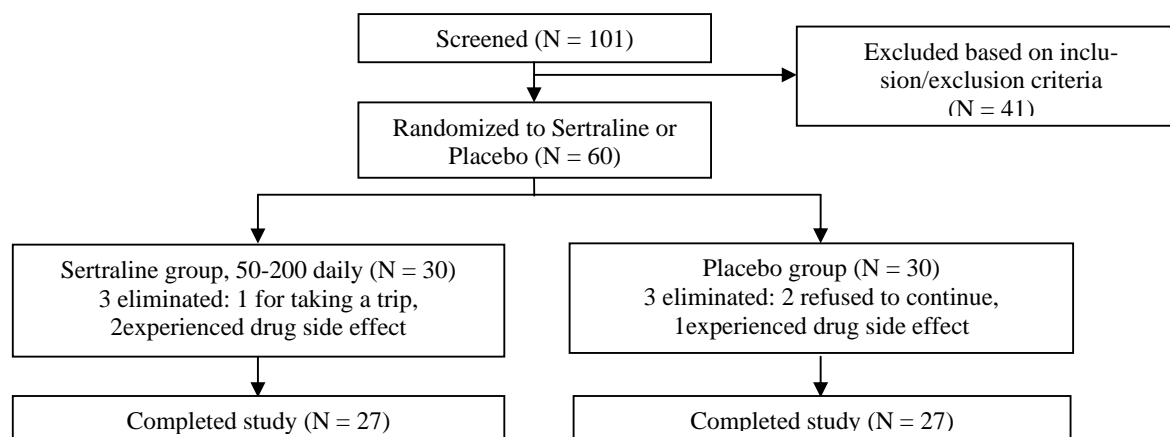 Screened (N = 101)
Excluded based on inclu-
sion/exclusion criteria
(N = 41)
Randomized to Sertraline or
Placebo (N = 60)
Sertraline group, 50-200 daily (N = 30)
3 eliminated: 1 for taking a trip,
2experienced drug side effect
Placebo group (N = 30)
3 eliminated: 2 refused to continue,
1experienced drug side effect
Completed study (N = 27)
Completed study (N = 27)